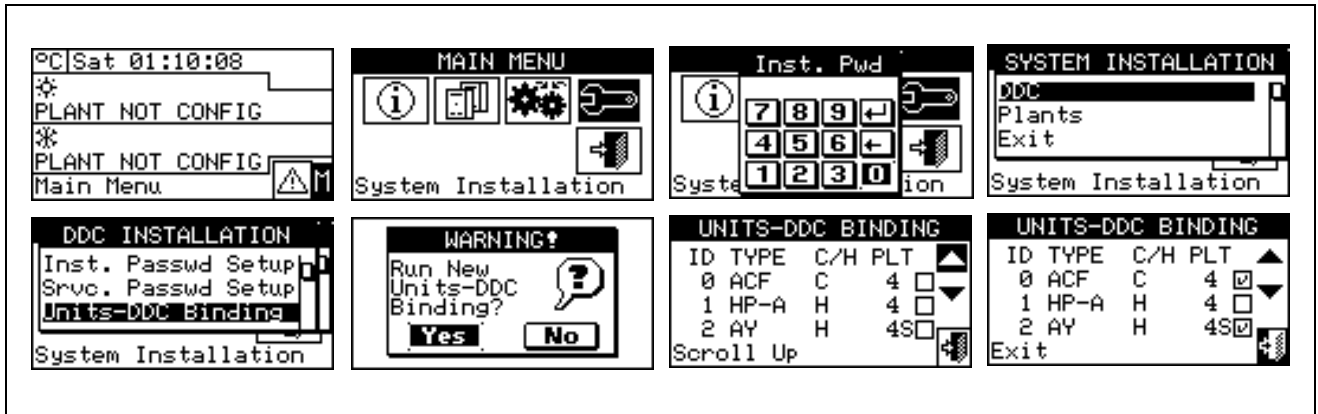 °C Sat 01:10:08
PLANT NOT CONFIG
PLANT NOT CONFIG
Main Menu M
MAIN MENU
i
System Installation
Inst. Pwd
i
7 8 9
4 5 6
1 2 3 0
Syste ion
SYSTEM INSTALLATION
DDC
Plants
Exit
System Installation
DDC INSTALLATION
Inst. Passwd Setup
Srvc. Passwd Setup
Units-DDC Binding
System Installation
WARNING!
Run New
Units-DDC
Binding?
?
Yes No
UNITS-DDC BINDING
ID TYPE C/H PLT
0 ACF C 4
1 HP-A H 4
2 AY H 4S
Scroll Up
UNITS-DDC BINDING
ID TYPE C/H PLT
0 ACF C 4
1 HP-A H 4
2 AY H 4S
Exit